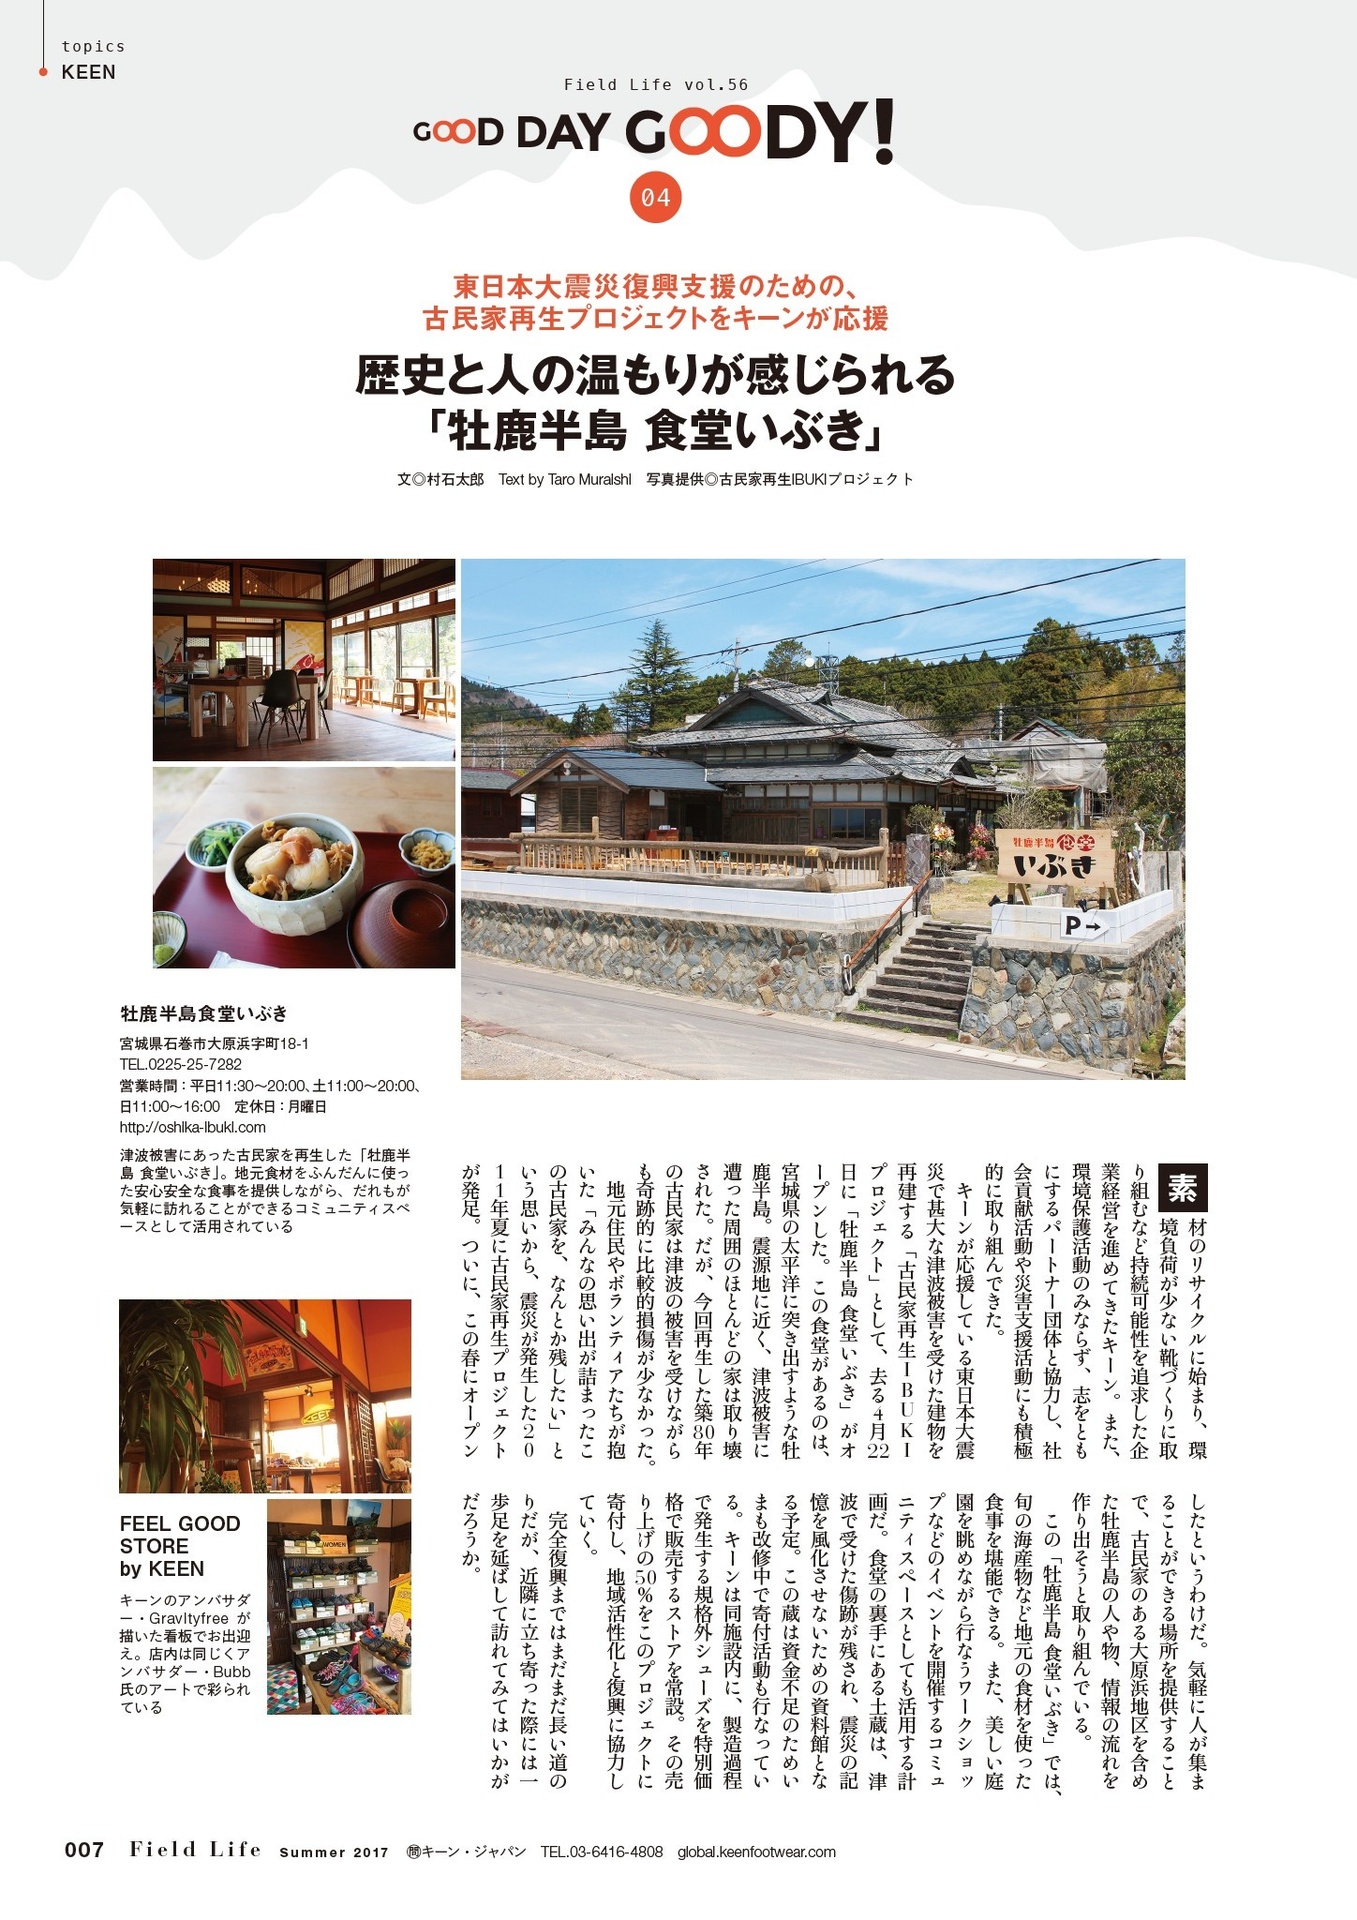 topics
KEEN
Field Life vol.56
GOOD DAY GOODY!
04
東日本大震災復興支援のための、
古民家再生プロジェクトをキーンが応援
歴史と人の温もりが感じられる
「牡鹿半島 食堂いぶき」
文◎村石太郎　Text by Taro Muraishi　写真提供◎古民家再生IBUKIプロジェクト
牡鹿半島 食堂
いぶき
P→
牡鹿半島食堂いぶき
宮城県石巻市大原浜字町18-1
TEL.0225-25-7282
営業時間：平日11:30〜20:00、土11:00〜20:00、
日11:00〜16:00　定休日：月曜日
http://oshika-ibuki.com
津波被害にあった古民家を再生した「牡鹿半
島 食堂いぶき」。地元食材をふんだんに使っ
た安心安全な食事を提供しながら、だれもが
気軽に訪れることができるコミュニティスペ
ースとして活用されている
KEEN
WOMEN
FEEL GOOD
STORE
by KEEN
キーンのアンバサダ
ー・Gravityfree が
描いた看板でお出迎
え。店内は同じくア
ンバサダー・Bubb
氏のアートで彩られ
ている
素材のリサイクルに始まり、環
境負荷が少ない靴づくりに取
り組むなど持続可能性を追求した企
業経営を進めてきたキーン。また、
環境保護活動のみならず、志をとも
にするパートナー団体と協力し、社
会貢献活動や災害支援活動にも積極
的に取り組んできた。
キーンが応援している東日本大震
災で甚大な津波被害を受けた建物を
再建する「古民家再生IBUKI
プロジェクト」として、去る4月22
日に「牡鹿半島 食堂いぶき」がオ
ープンした。この食堂があるのは、
宮城県の太平洋に突き出すような牡
鹿半島。震源地に近く、津波被害に
遭った周囲のほとんどの家は取り壊
された。だが、今回再生した築80年
の古民家は津波の被害を受けながら
も奇跡的に比較的損傷が少なかった。
地元住民やボランティアたちが抱
いた「みんなの思い出が詰まったこ
の古民家を、なんとか残したい」と
いう思いから、震災が発生した20
11年夏に古民家再生プロジェクト
が発足。ついに、この春にオープン
したというわけだ。気軽に人が集ま
ることができる場所を提供すること
で、古民家のある大原浜地区を含め
た牡鹿半島の人や物、情報の流れを
作り出そうと取り組んでいる。
この「牡鹿半島 食堂いぶき」では、
旬の海産物など地元の食材を使った
食事を堪能できる。また、美しい庭
園を眺めながら行なうワークショッ
プなどのイベントを開催するコミュ
ニティスペースとしても活用する計
画だ。食堂の裏手にある土蔵は、津
波で受けた傷跡が残され、震災の記
憶を風化させないための資料館とな
る予定。この蔵は資金不足のためい
まも改修中で寄付活動も行なってい
る。キーンは同施設内に、製造過程
で発生する規格外シューズを特別価
格で販売するストアを常設。その売
り上げの50%をこのプロジェクトに
寄付し、地域活性化と復興に協力し
ていく。
完全復興まではまだまだ長い道の
りだが、近隣に立ち寄った際には一
歩足を延ばして訪れてみてはいかが
だろうか。
007 Field Life Summer 2017 ㉄キーン・ジャパン TEL.03-6416-4808 global.keenfootwear.com